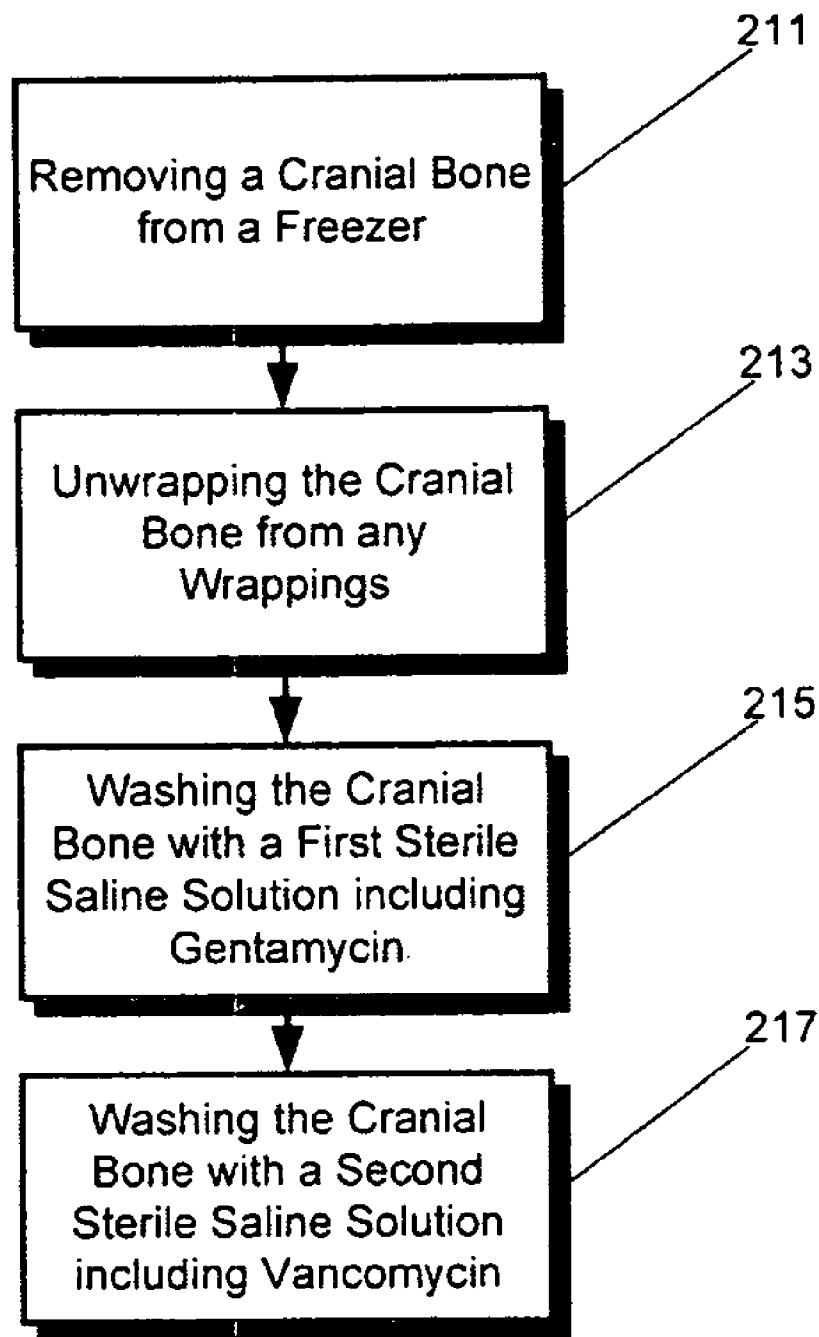 211
Removing a Cranial Bone
from a Freezer
213
Unwrapping the Cranial
Bone from any
Wrappings
215
Washing the Cranial
Bone with a First Sterile
Saline Solution including
Gentamycin
217
Washing the Cranial
Bone with a Second
Sterile Saline Solution
including Vancomycin